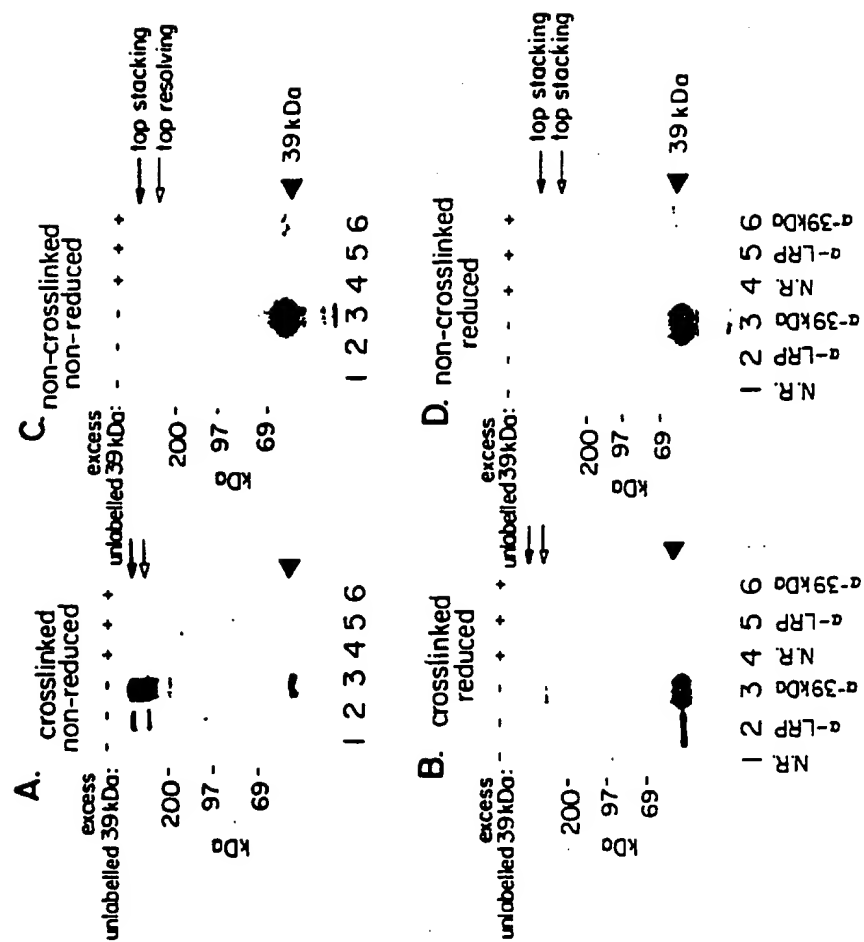 A. crosslinked
non-reduced
excess
unlabelled 39kDa: - - - + + +
200-
97-
69-
kDa
1 2 3 4 5 6
C. non-crosslinked
non-reduced
excess
unlabelled 39kDa: - - - + + +
top stacking
top resolving
200-
97-
69-
kDa
39 kDa
1 2 3 4 5 6
B. crosslinked
reduced
excess
unlabelled 39kDa: - - - + + +
200-
97-
69-
kDa
1 2 3 4 5 6
N.R.
α-LRP
α-39kDa
N.R.
α-LRP
α-39kDa
D. non-crosslinked
reduced
excess
unlabelled 39kDa: - - - + + +
top stacking
top stacking
200-
97-
69-
kDa
39 kDa
1 2 3 4 5 6
N.R.
α-LRP
α-39kDa
N.R.
α-LRP
α-39kDa